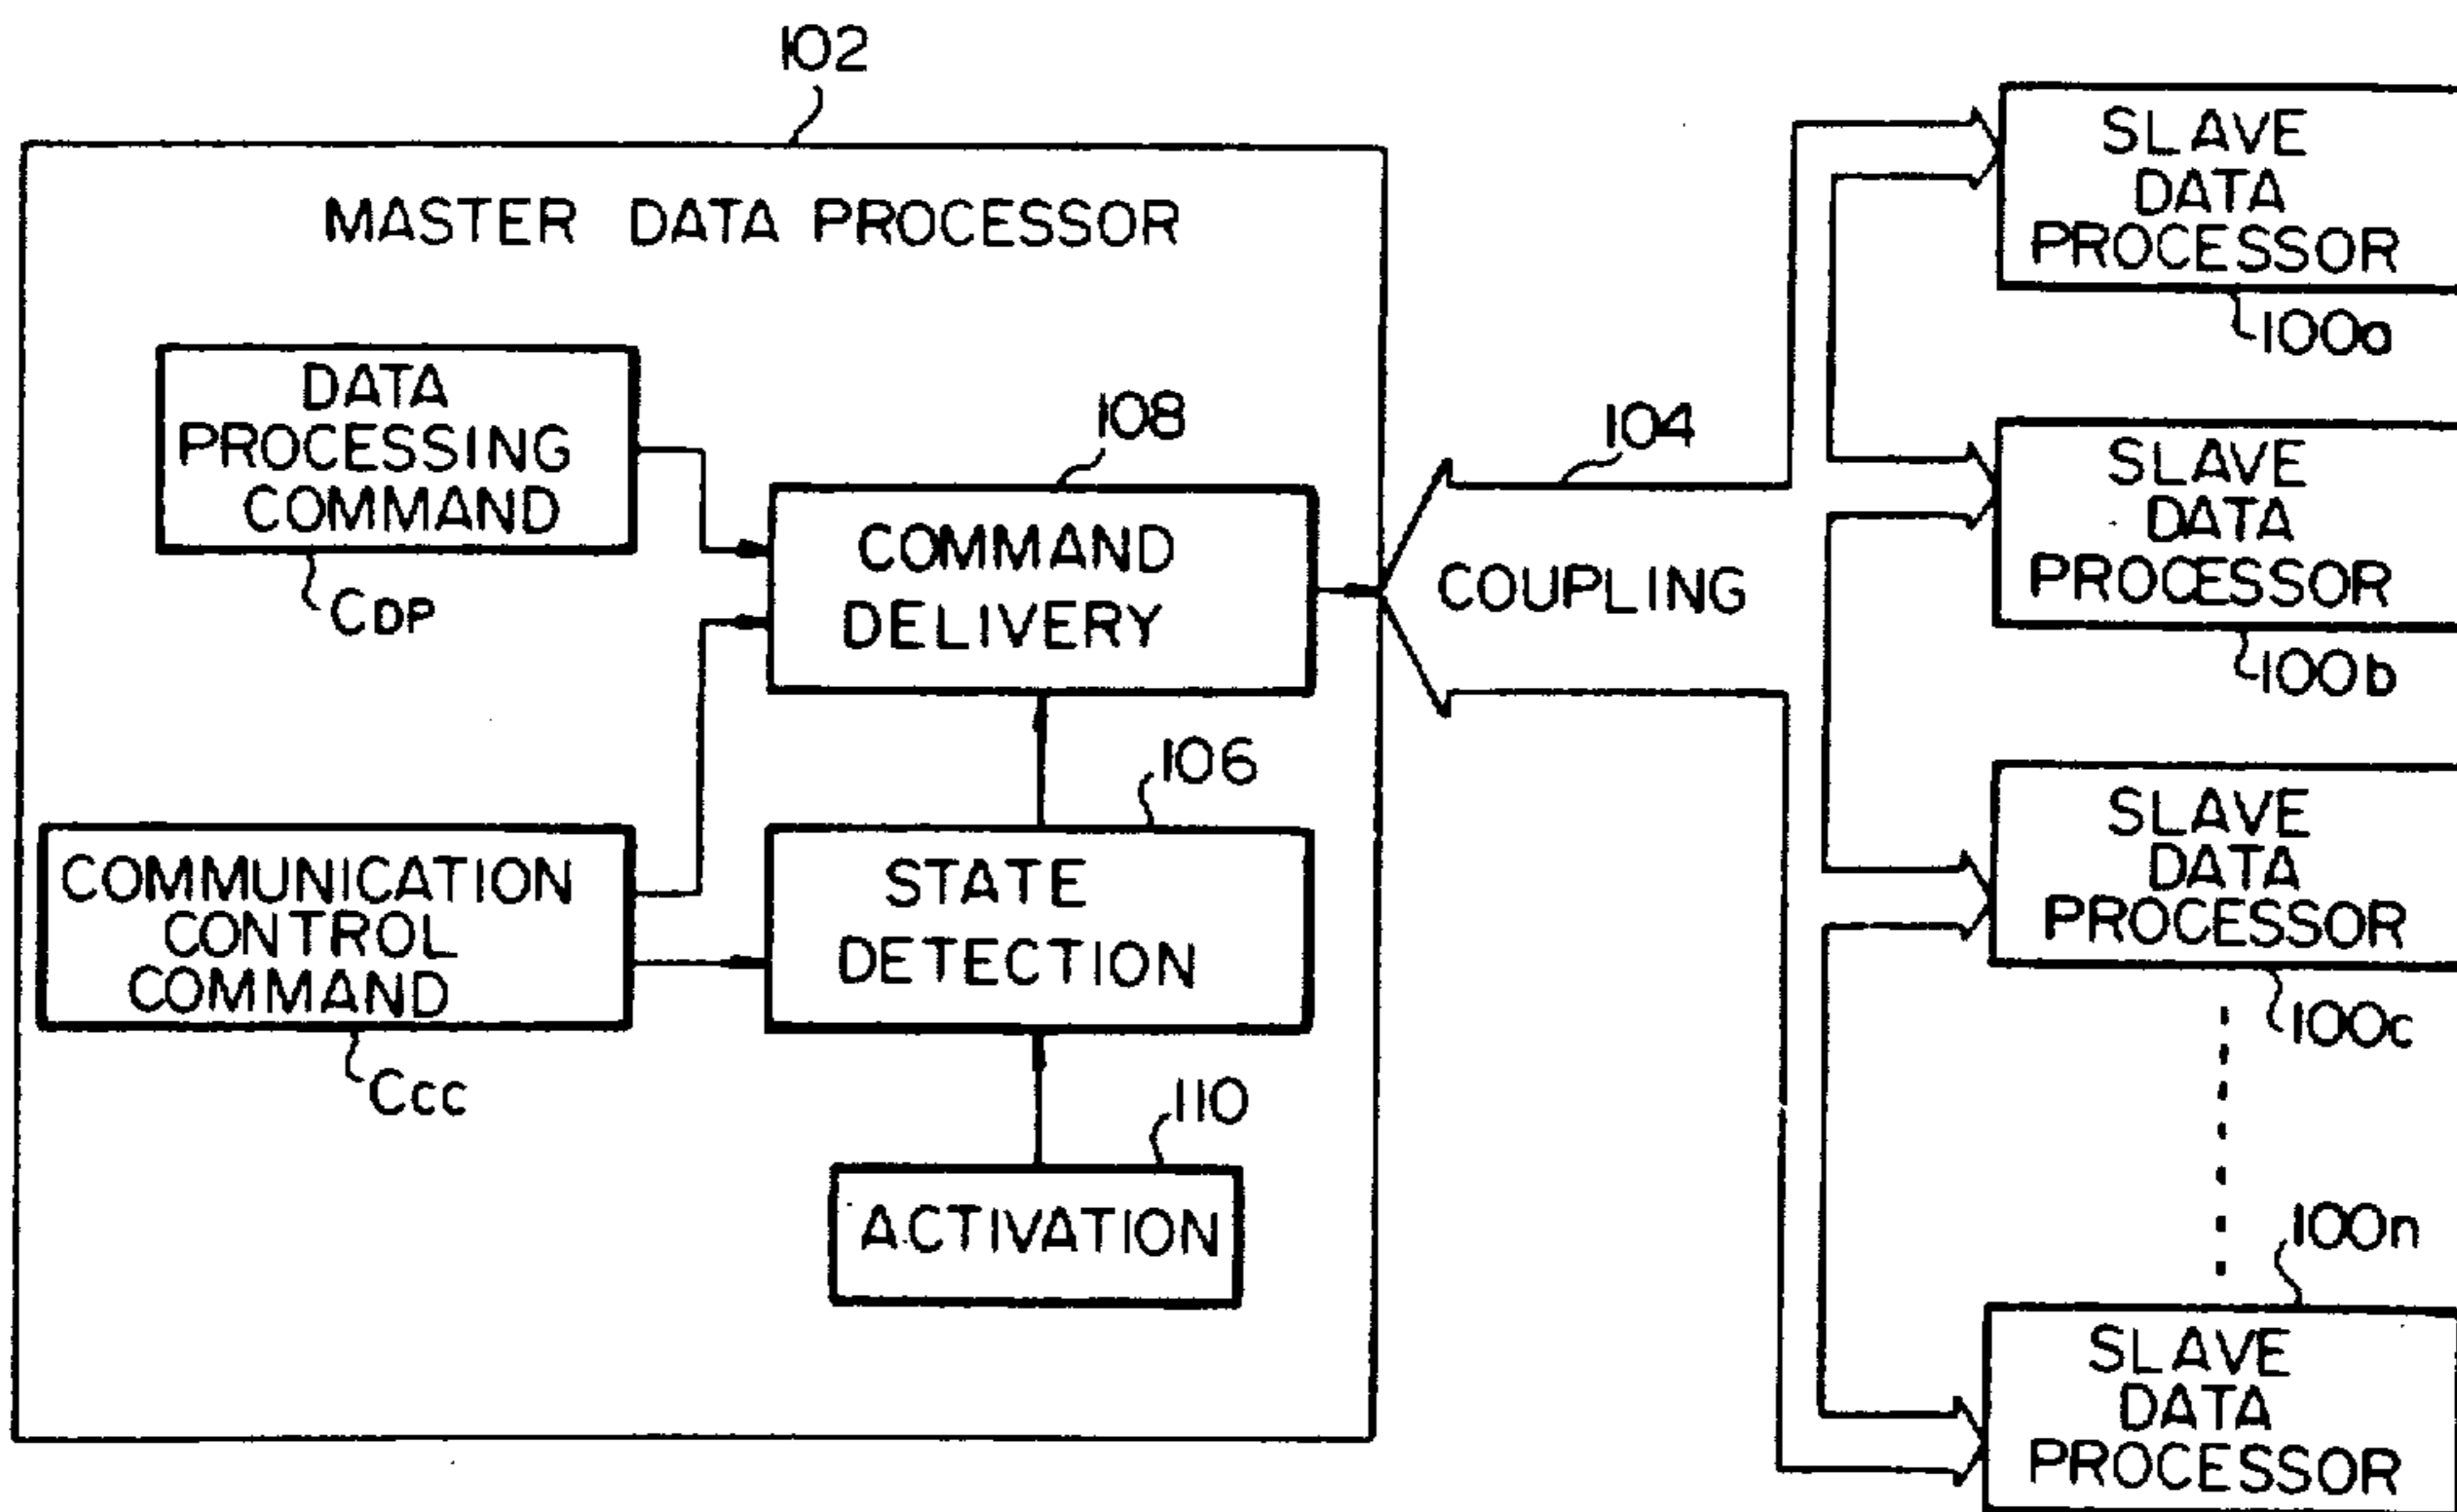 102
MASTER DATA PROCESSOR
DATA
PROCESSING
COMMAND
CDP
108
COMMAND
DELIVERY
COMMUNICATION
CONTROL
COMMAND
Ccc
106
STATE
DETECTION
110
ACTIVATION
104
COUPLING
SLAVE
DATA
PROCESSOR
100a
SLAVE
DATA
PROCESSOR
100b
SLAVE
DATA
PROCESSOR
100c
100n
SLAVE
DATA
PROCESSOR